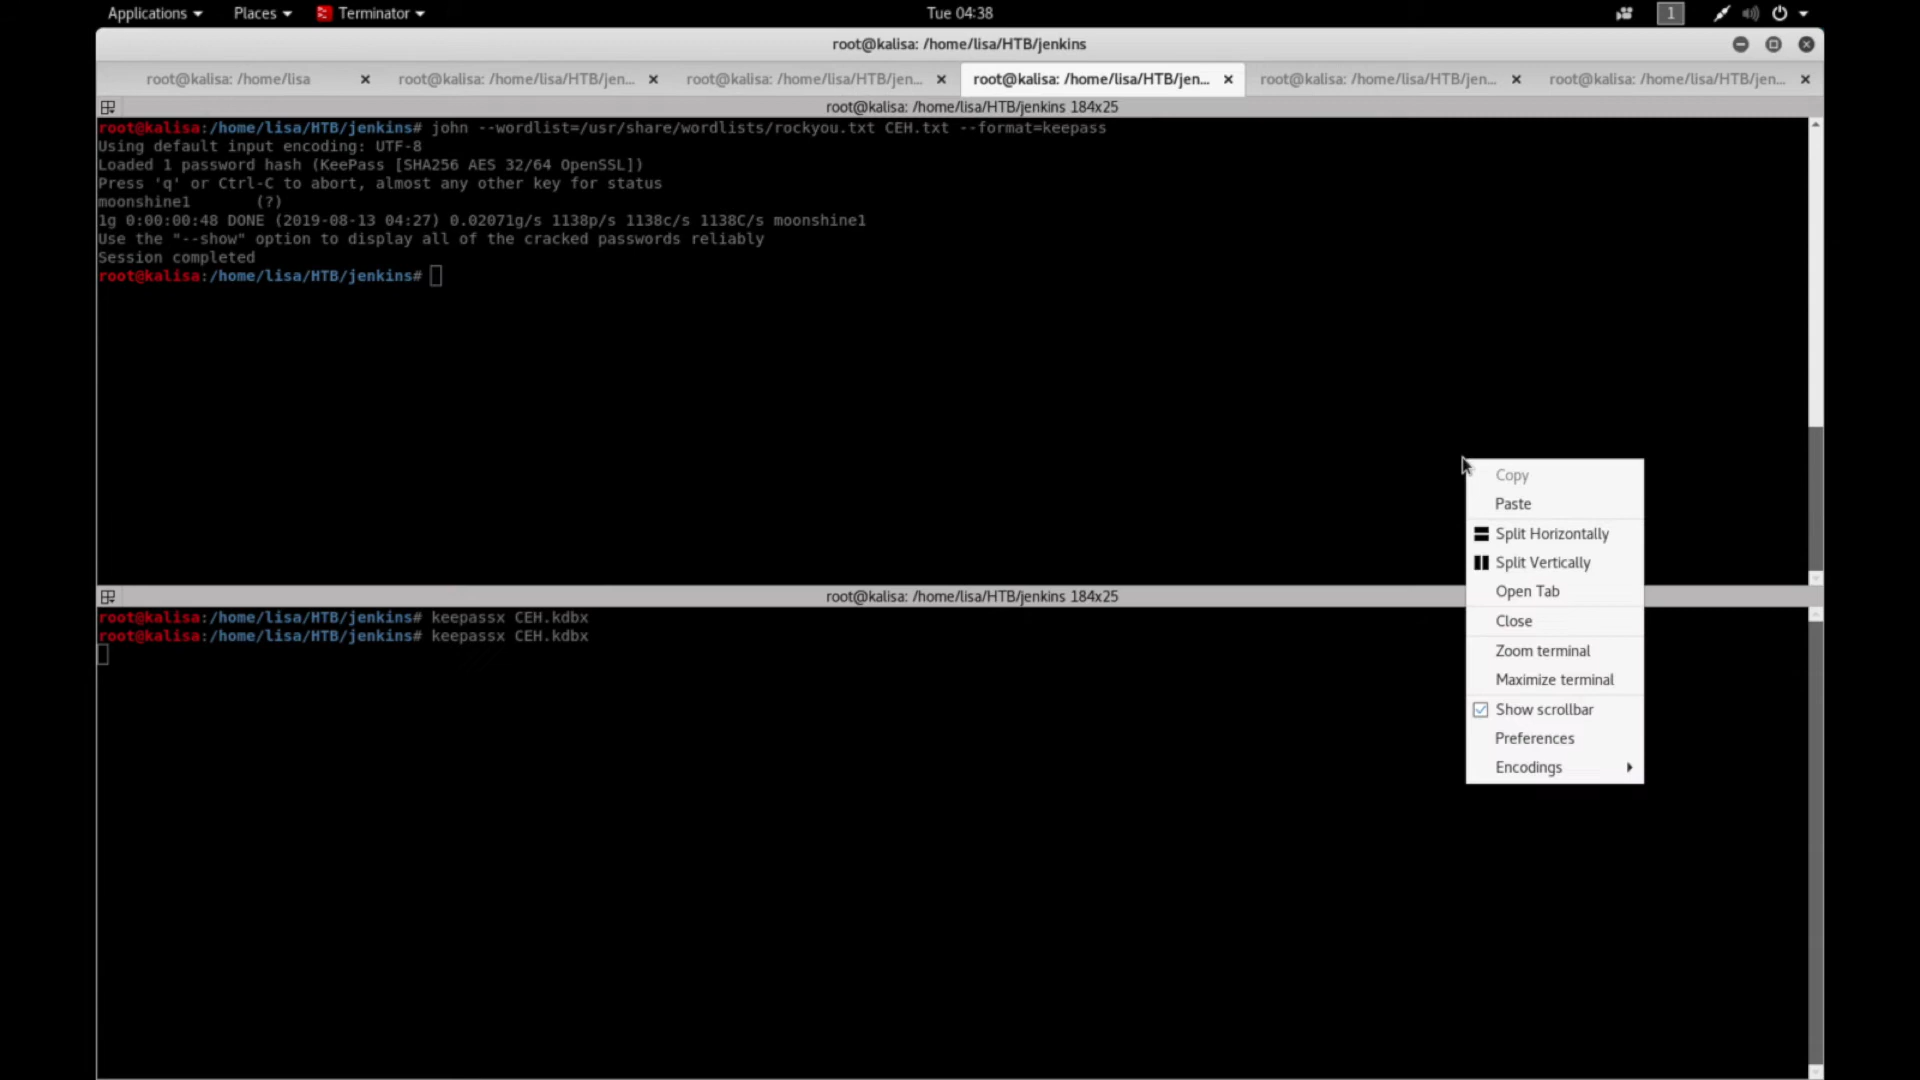 Applications Places Terminator Tue 04:38 1
root@kalisa: /home/lisa/HTB/jenkins
root@kalisa: /home/lisa root@kalisa: /home/lisa/HTB/jen... root@kalisa: /home/lisa/HTB/jen... root@kalisa: /home/lisa/HTB/jen... root@kalisa: /home/lisa/HTB/jen... root@kalisa: /home/lisa/HTB/jen...
root@kalisa: /home/lisa/HTB/jenkins 184x25
root@kalisa:/home/lisa/HTB/jenkins# john --wordlist=/usr/share/wordlists/rockyou.txt CEH.txt --format=keepass
Using default input encoding: UTF-8
Loaded 1 password hash (KeePass [SHA256 AES 32/64 OpenSSL])
Press 'q' or Ctrl-C to abort, almost any other key for status
moonshine1 (?)
1g 0:00:00:48 DONE (2019-08-13 04:27) 0.02071g/s 1138p/s 1138c/s 1138C/s moonshine1
Use the "--show" option to display all of the cracked passwords reliably
Session completed
root@kalisa:/home/lisa/HTB/jenkins#
Copy
Paste
Split Horizontally
Split Vertically
Open Tab
Close
Zoom terminal
Maximize terminal
Show scrollbar
Preferences
Encodings
root@kalisa: /home/lisa/HTB/jenkins 184x25
root@kalisa:/home/lisa/HTB/jenkins# keepassx CEH.kdbx
root@kalisa:/home/lisa/HTB/jenkins# keepassx CEH.kdbx